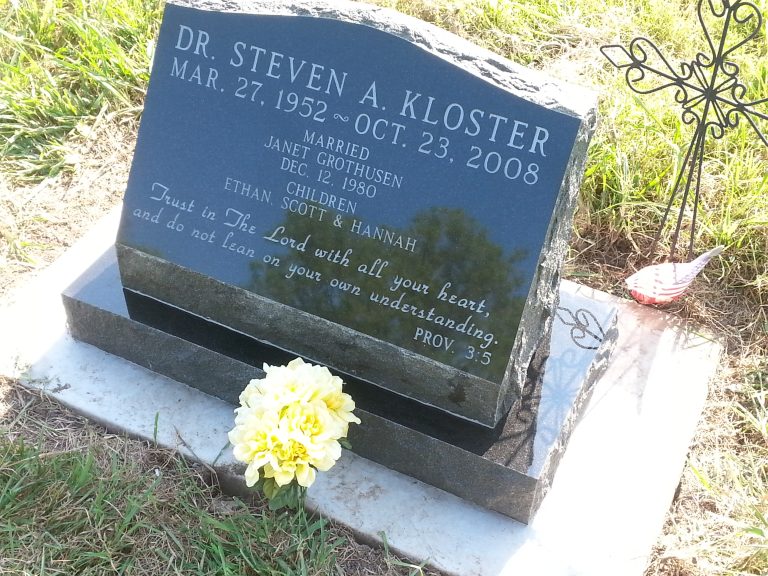 DR. STEVEN A. KLOSTER
MAR. 27, 1952 ~ OCT. 23, 2008
MARRIED
JANET GROTHUSEN
DEC. 12, 1980
CHILDREN
ETHAN, SCOTT & HANNAH
Trust in The Lord with all your heart,
and do not lean on your own understanding.
PROV. 3:5